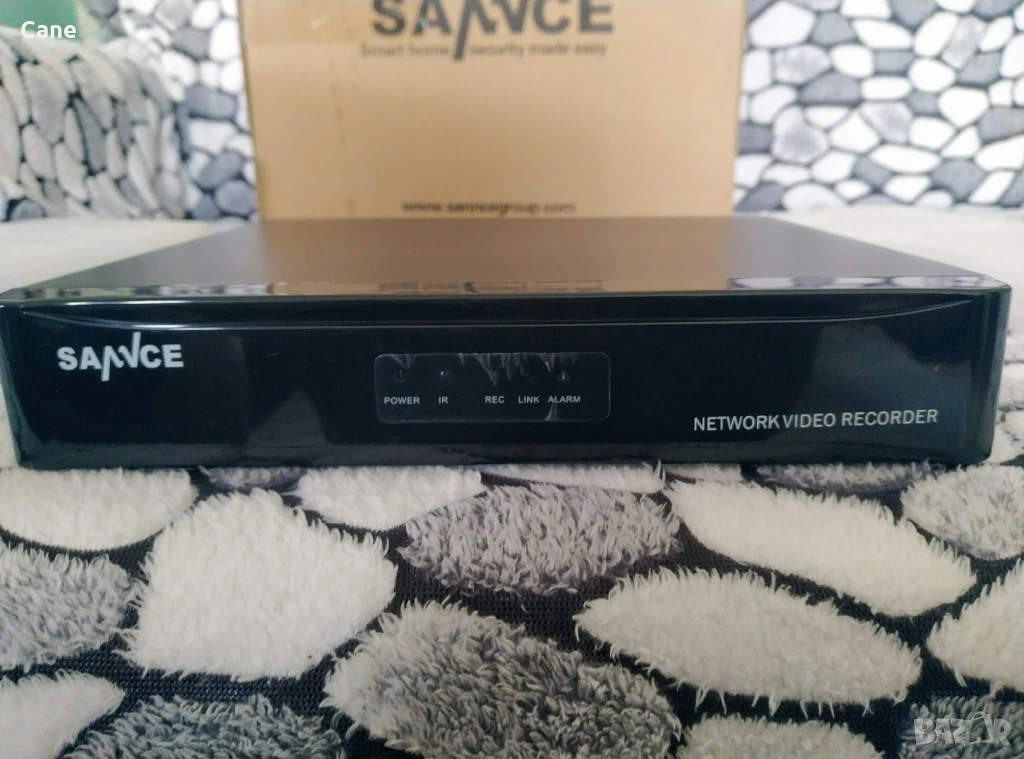 Cane
SANNCE
Smart home security made easy
www.sanncegroup.com
SANNCE
POWER IR REC LINK ALARM
NETWORK VIDEO RECORDER
BAZAR